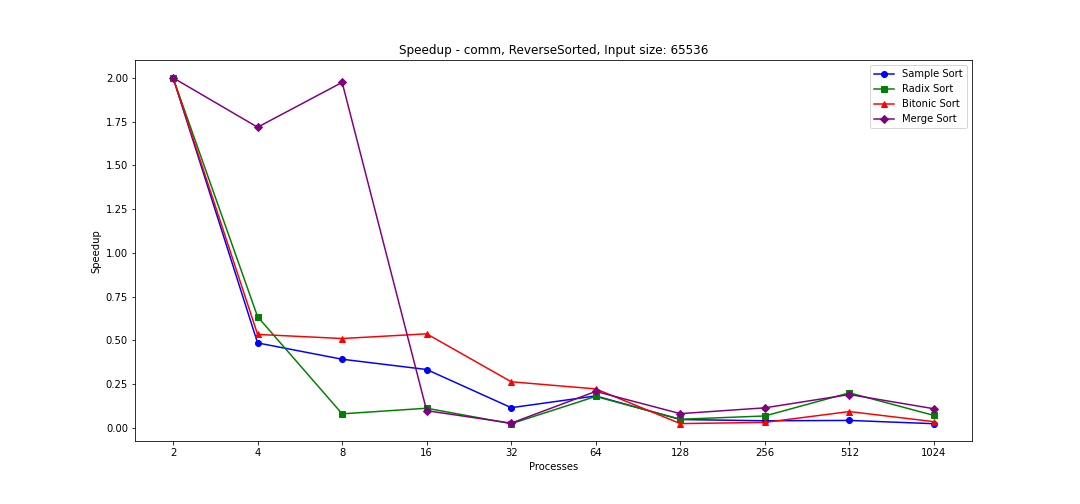 Speedup - comm, ReverseSorted, Input size: 65536
Sample Sort
Radix Sort
Bitonic Sort
Merge Sort
Speedup
2.00
1.75
1.50
1.25
1.00
0.75
0.50
0.25
0.00
2 4 8 16 32 64 128 256 512 1024
Processes